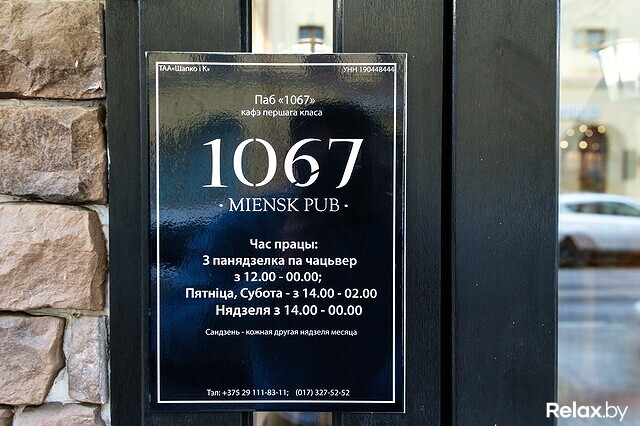 ТАА«Шапко і К» УНН 190448444
Паб «1067»
кафэ першага класа
1067
· MIENSK PUB ·
Час працы:
З панядзелка па чацьвер
з 12.00 - 00.00;
Пятніца, Субота - з 14.00 - 02.00
Нядзеля з 14.00 - 00.00
Сандзень - кожная другая нядзеля месяца
Тэл: +375 29 111-83-11; (017) 327-52-52
Relax.by